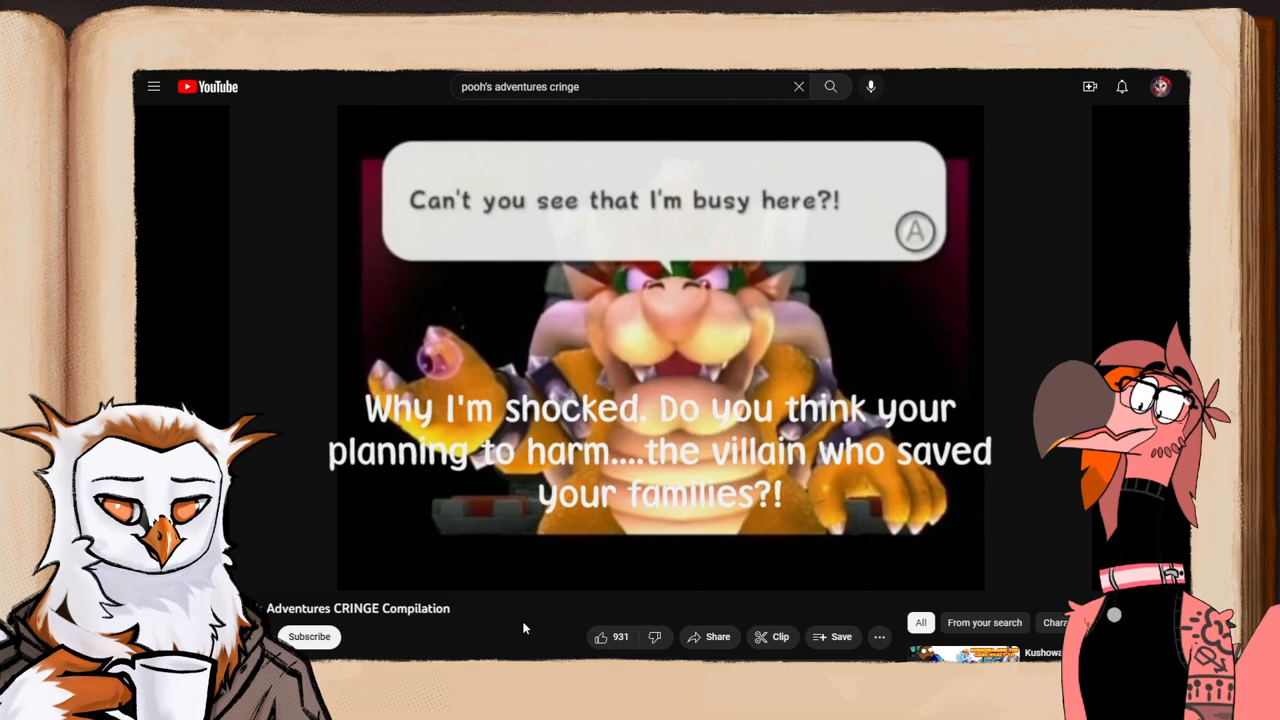 YouTube
pooh's adventures cringe
Can't you see that I'm busy here?!
A
Why I'm shocked. Do you think your
planning to harm....the villain who saved
your families?!
Adventures CRINGE Compilation
Subscribe
931
Share
Clip
Save
All
From your search
Chara
Kushowa